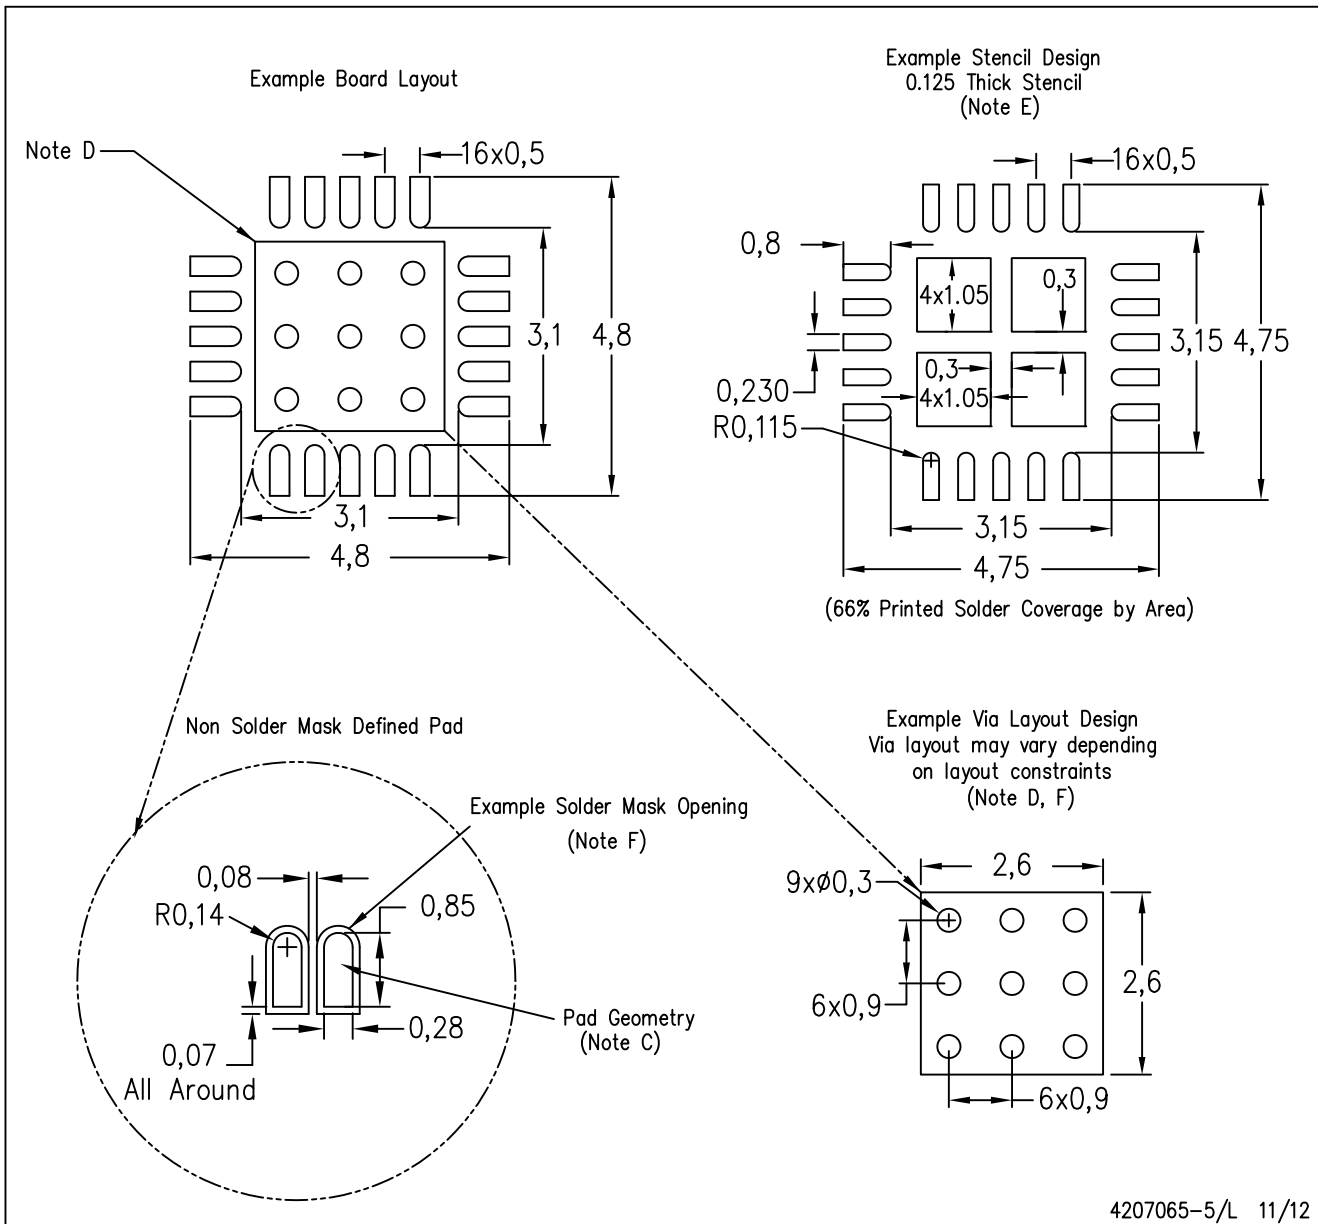 Example Board Layout
Note D
16x0,5
3,1
4,8
3,1
4,8
Example Stencil Design
0.125 Thick Stencil
(Note E)
16x0,5
0,8
4x1.05
0,3
3,15
4,75
0,3
4x1.05
0,230
R0,115
3,15
4,75
(66% Printed Solder Coverage by Area)
Non Solder Mask Defined Pad
Example Solder Mask Opening
(Note F)
0,08
R0,14
0,85
0,28
Pad Geometry
(Note C)
0,07
All Around
Example Via Layout Design
Via layout may vary depending
on layout constraints
(Note D, F)
2,6
9xø0,3
6x0,9
2,6
6x0,9
4207065-5/L 11/12